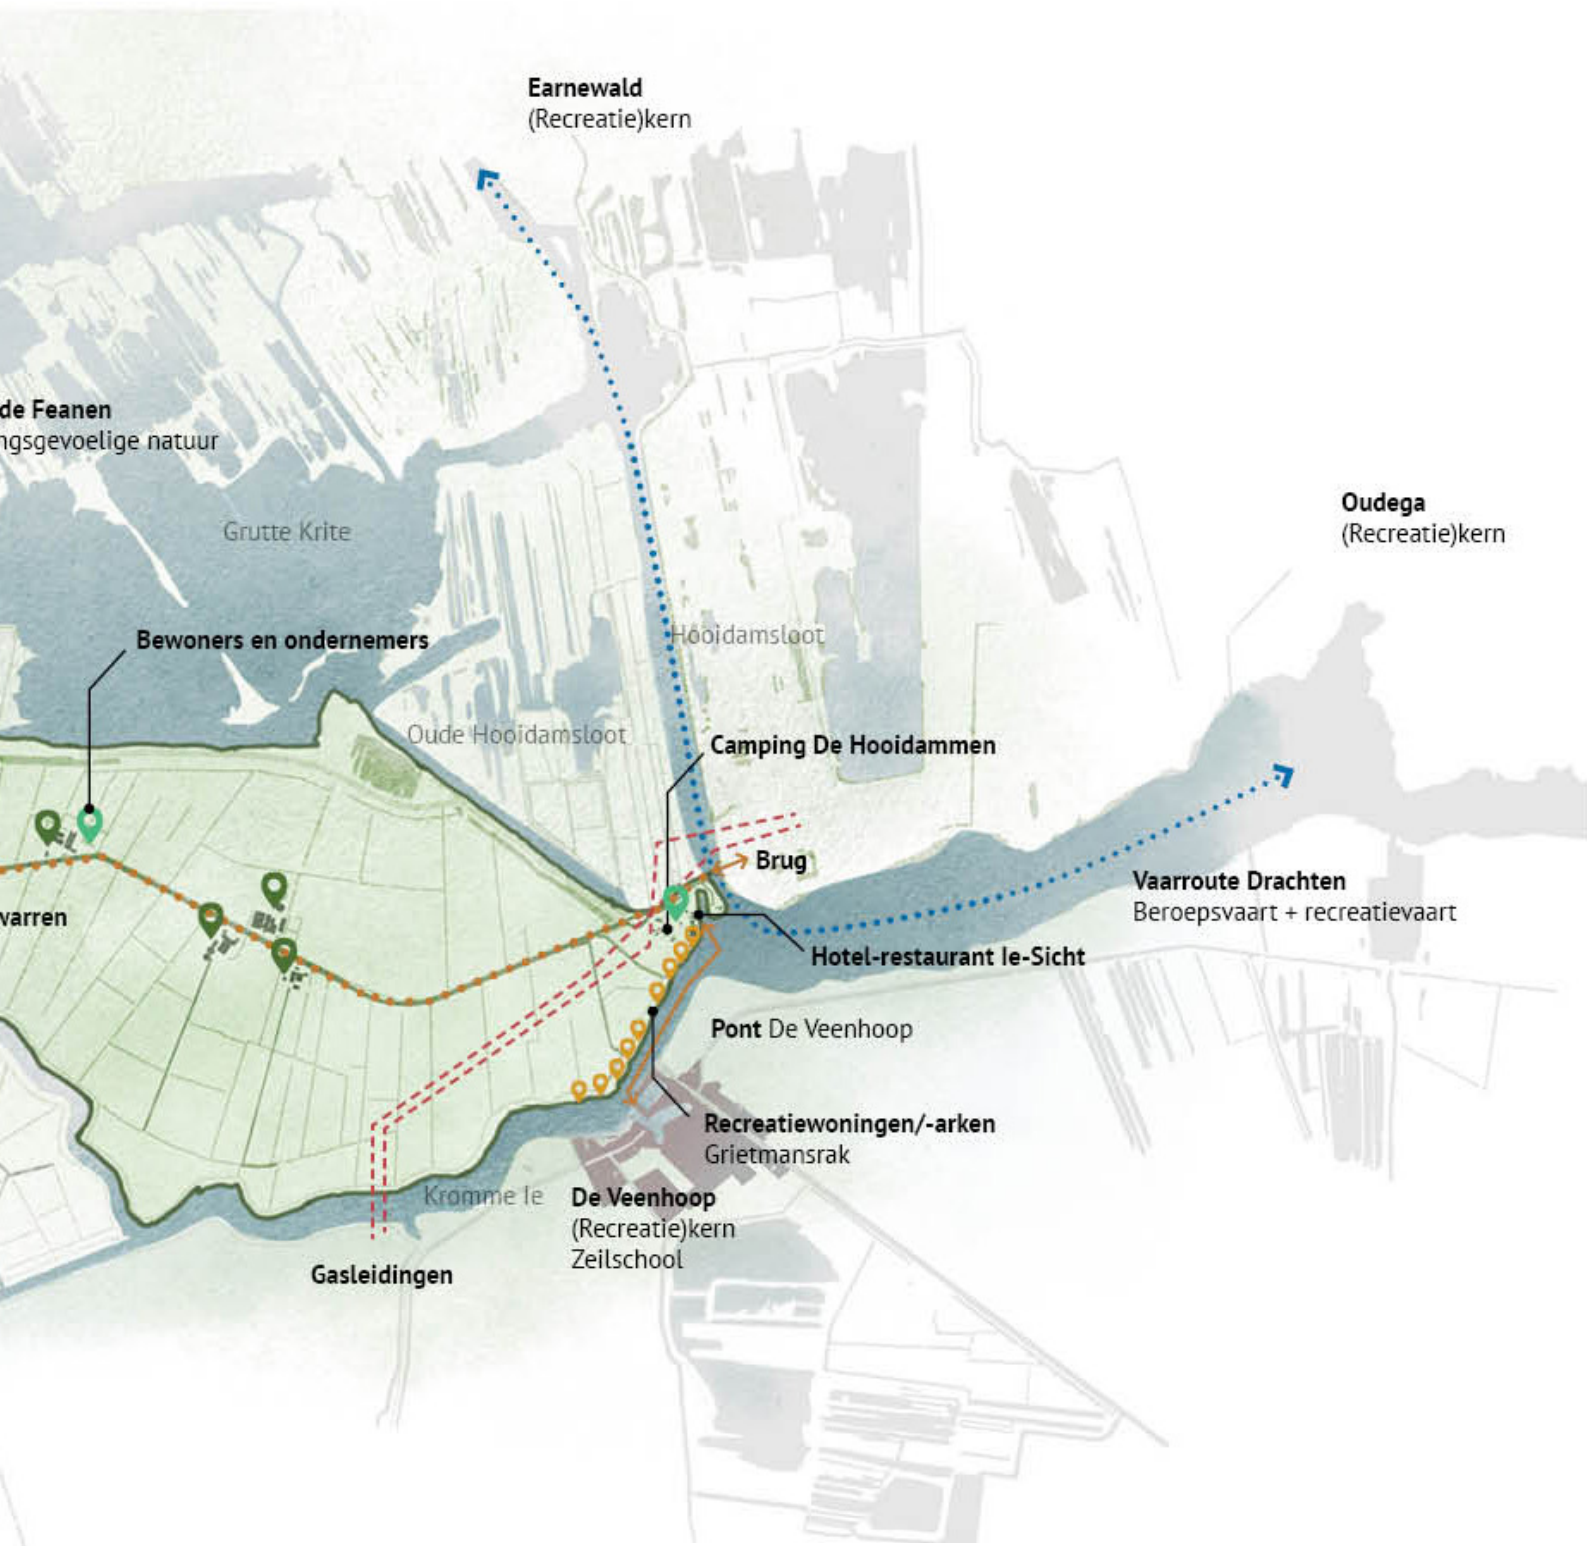 Earnewald
(Recreatie)kern
de Feanen
ngsgevoelige natuur
Oudega
(Recreatie)kern
Grutte Krite
Bewoners en ondernemers
Hooidamsloot
Oude Hooidamsloot
Camping De Hooidammen
Brug
Vaarroute Drachten
Beroepsvaart + recreatievaart
warren
Hotel-restaurant Ie-Sicht
Pont De Veenhoop
Recreatiewoningen/-arken
Grietmansrak
Kromme Ie
De Veenhoop
(Recreatie)kern
Zeilschool
Gasleidingen